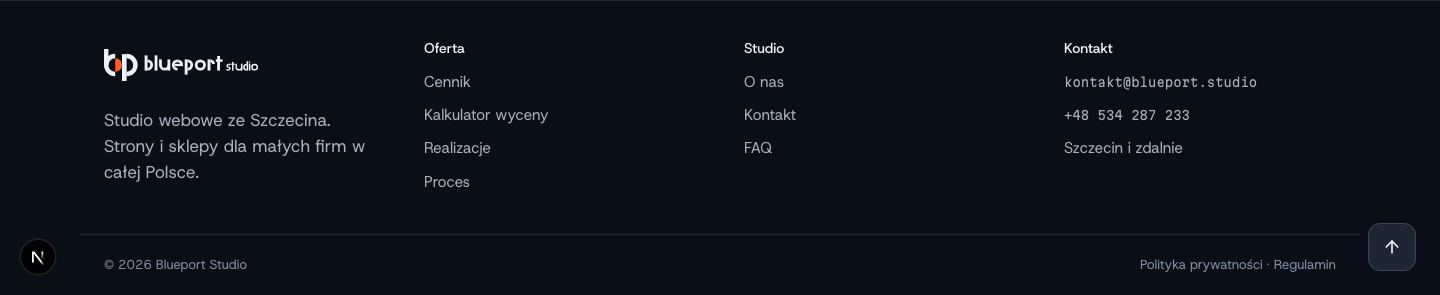 bp blueport studio
Studio webowe ze Szczecina.
Strony i sklepy dla małych firm w
całej Polsce.
Oferta
Cennik
Kalkulator wyceny
Realizacje
Proces
Studio
O nas
Kontakt
FAQ
Kontakt
kontakt@blueport.studio
+48 534 287 233
Szczecin i zdalnie
N
© 2026 Blueport Studio
Polityka prywatności · Regulamin